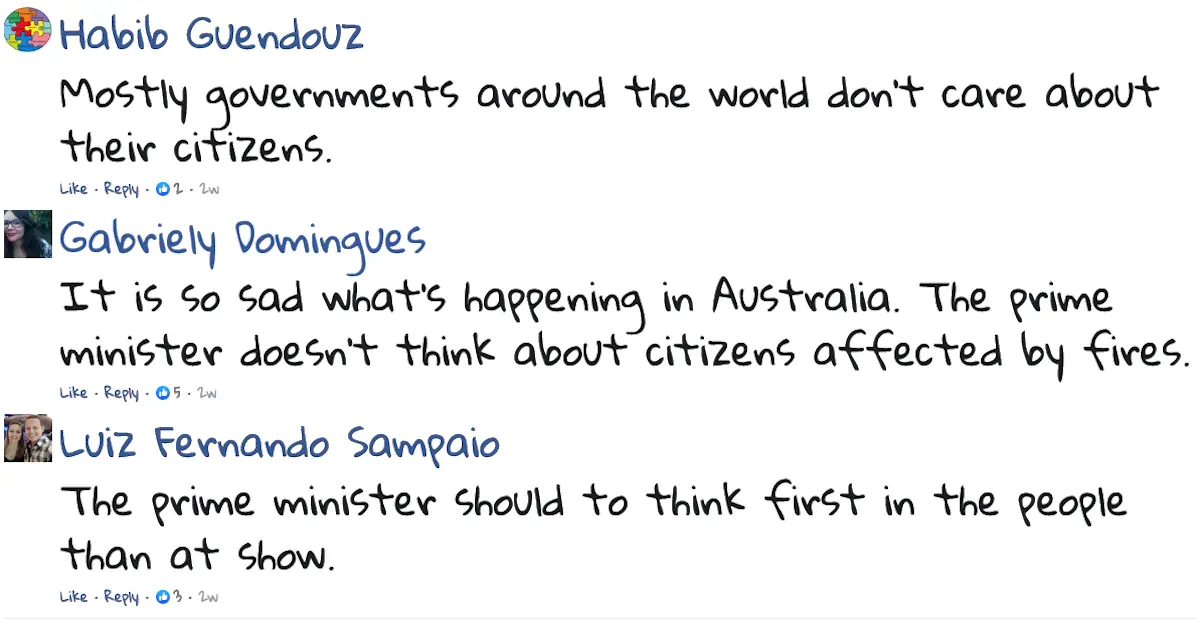 Habib Guendouz
Mostly governments around the world don't care about
their citizens.
Like · Reply · 2 · 2w
Gabriely Domingues
It is so sad what's happening in Australia. The prime
minister doesn't think about citizens affected by fires.
Like · Reply · 5 · 2w
Luiz Fernando Sampaio
The prime minister should to think first in the people
than at show.
Like · Reply · 3 · 2w